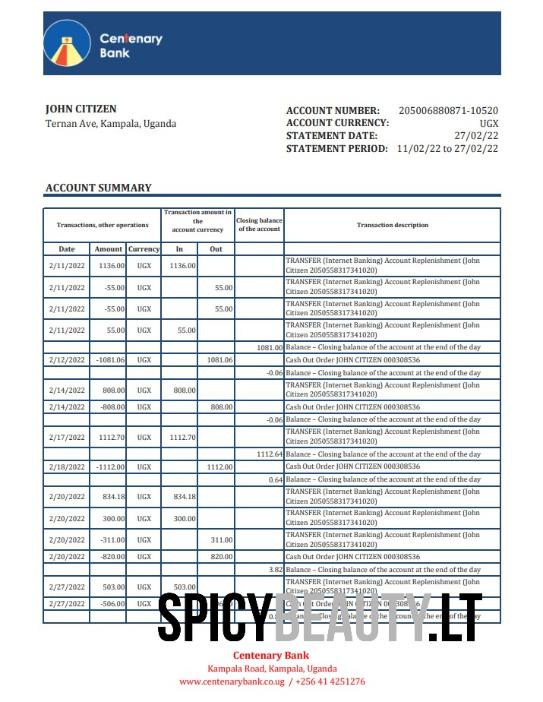 Centenary
Bank
JOHN CITIZEN
Ternan Ave, Kampala, Uganda
ACCOUNT NUMBER: 205006880871-10520
ACCOUNT CURRENCY: UGX
STATEMENT DATE: 27/02/22
STATEMENT PERIOD: 11/02/22 to 27/02/22
ACCOUNT SUMMARY
Transactions, other operations
Transaction amount in
the
account currency
Closing balance
of the account
Transaction description
Date Amount Currency In Out
2/11/2022 1136.00 UGX 1136.00 TRANSFER (Internet Banking) Account Replenishment (John
Citizen 2050558317341020)
2/11/2022 -55.00 UGX 55.00 TRANSFER (Internet Banking) Account Replenishment (John
Citizen 2050558317341020)
2/11/2022 -55.00 UGX 55.00 TRANSFER (Internet Banking) Account Replenishment (John
Citizen 2050558317341020)
2/11/2022 55.00 UGX 55.00 TRANSFER (Internet Banking) Account Replenishment (John
Citizen 2050558317341020)
1081.00 Balance – Closing balance of the account at the end of the day
2/12/2022 -1081.06 UGX 1081.06 Cash Out Order JOHN CITIZEN 000308536
-0.06 Balance – Closing balance of the account at the end of the day
2/14/2022 808.00 UGX 808.00 TRANSFER (Internet Banking) Account Replenishment (John
Citizen 2050558317341020)
2/14/2022 -808.00 UGX 808.00 Cash Out Order JOHN CITIZEN 000308536
-0.06 Balance – Closing balance of the account at the end of the day
2/17/2022 1112.70 UGX 1112.70 TRANSFER (Internet Banking) Account Replenishment (John
Citizen 2050558317341020)
1112.64 Balance – Closing balance of the account at the end of the day
2/18/2022 -1112.00 UGX 1112.00 Cash Out Order JOHN CITIZEN 000308536
0.64 Balance – Closing balance of the account at the end of the day
2/20/2022 834.18 UGX 834.18 TRANSFER (Internet Banking) Account Replenishment (John
Citizen 2050558317341020)
2/20/2022 300.00 UGX 300.00 TRANSFER (Internet Banking) Account Replenishment (John
Citizen 2050558317341020)
2/20/2022 -311.00 UGX 311.00 TRANSFER (Internet Banking) Account Replenishment (John
Citizen 2050558317341020)
2/20/2022 -820.00 UGX 820.00 Cash Out Order JOHN CITIZEN 000308536
3.82 Balance – Closing balance of the account at the end of the day
2/27/2022 503.00 UGX 503.00 TRANSFER (Internet Banking) Account Replenishment (John
Citizen 2050558317341020)
2/27/2022 -506.00 UGX
of the end of the day
SPICYBEAUTY.LT
Centenary Bank
Kampala Road, Kampala, Uganda
www.centenarybank.co.ug / +256 41 4251276